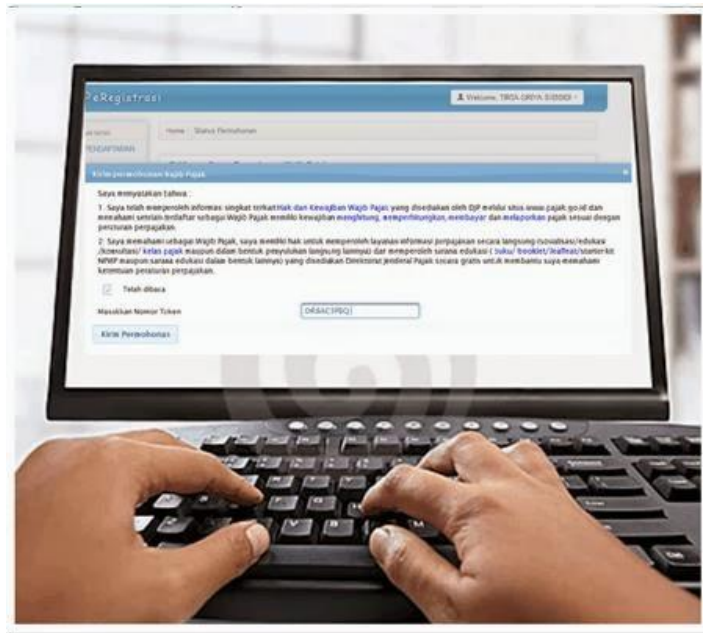 eRegistrasi
Welcome,
PENDAFTARAN
Home Status Permohonan
Kirim permohonan Wajib Pajak
Saya menyatakan bahwa :
1. Saya telah memperoleh informasi singkat terkait Hak dan Kewajiban Wajib Pajak yang disediakan oleh DJP melalui situs www.pajak.go.id dan
memahami setelah terdaftar sebagai Wajib Pajak memiliki kewajiban menghitung, memperhitungkan, membayar dan melaporkan pajak sesuai dengan
peraturan perpajakan.
2. Saya memahami sebagai Wajib Pajak, saya memiliki hak untuk memperoleh layanan informasi perpajakan secara langsung (sosialisasi/edukasi
/konsultasi/ kelas pajak maupun dalam bentuk penyuluhan langsung lainnya) dan memperoleh sarana edukasi ( buku/ booklet/leaflet/starter kit
NPWP maupun sarana edukasi dalam bentuk lainnya) yang disediakan Direktorat Jenderal Pajak secara gratis untuk membantu saya memahami
ketentuan peraturan perpajakan.
Telah dibaca
Masukkan Nomor Token
Kirim Permohonan